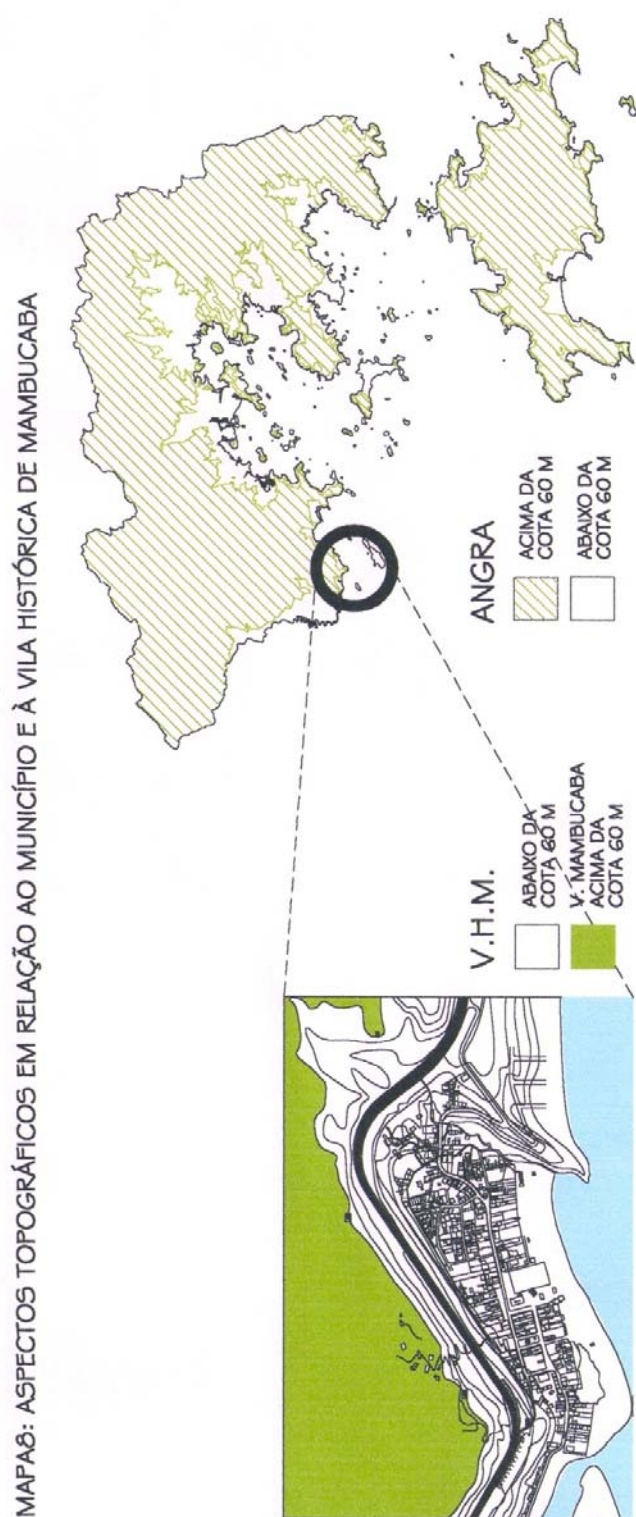 MAPA8: ASPECTOS TOPOGRÁFICOS EM RELAÇÃO AO MUNICÍPIO E À VILA HISTÓRICA DE MAMBUCABA
V.H.M.
ABAIXO DA
COTA 60 M
V. MAMBUCABA
ACIMA DA
COTA 60 M
ANGRA
ACIMA DA
COTA 60 M
ABAIXO DA
COTA 60 M